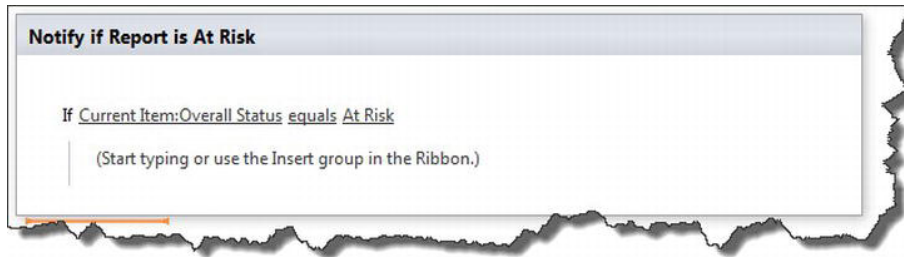 Notify if Report is At Risk
If Current Item:Overall Status equals At Risk
(Start typing or use the Insert group in the Ribbon.)